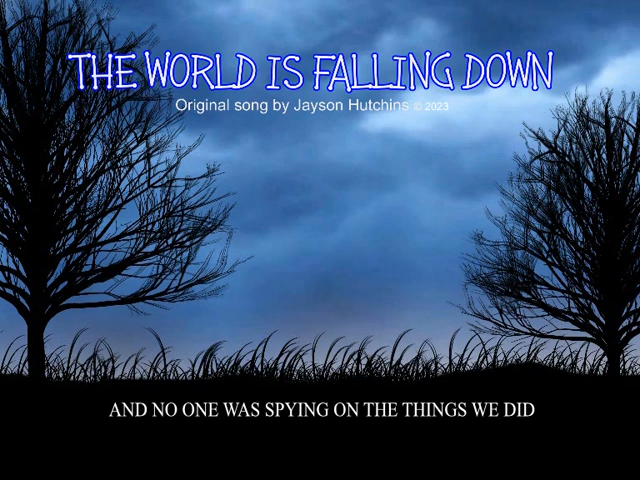 THE WORLD IS FALLING DOWN
Original song by Jayson Hutchins © 2023
AND NO ONE WAS SPYING ON THE THINGS WE DID